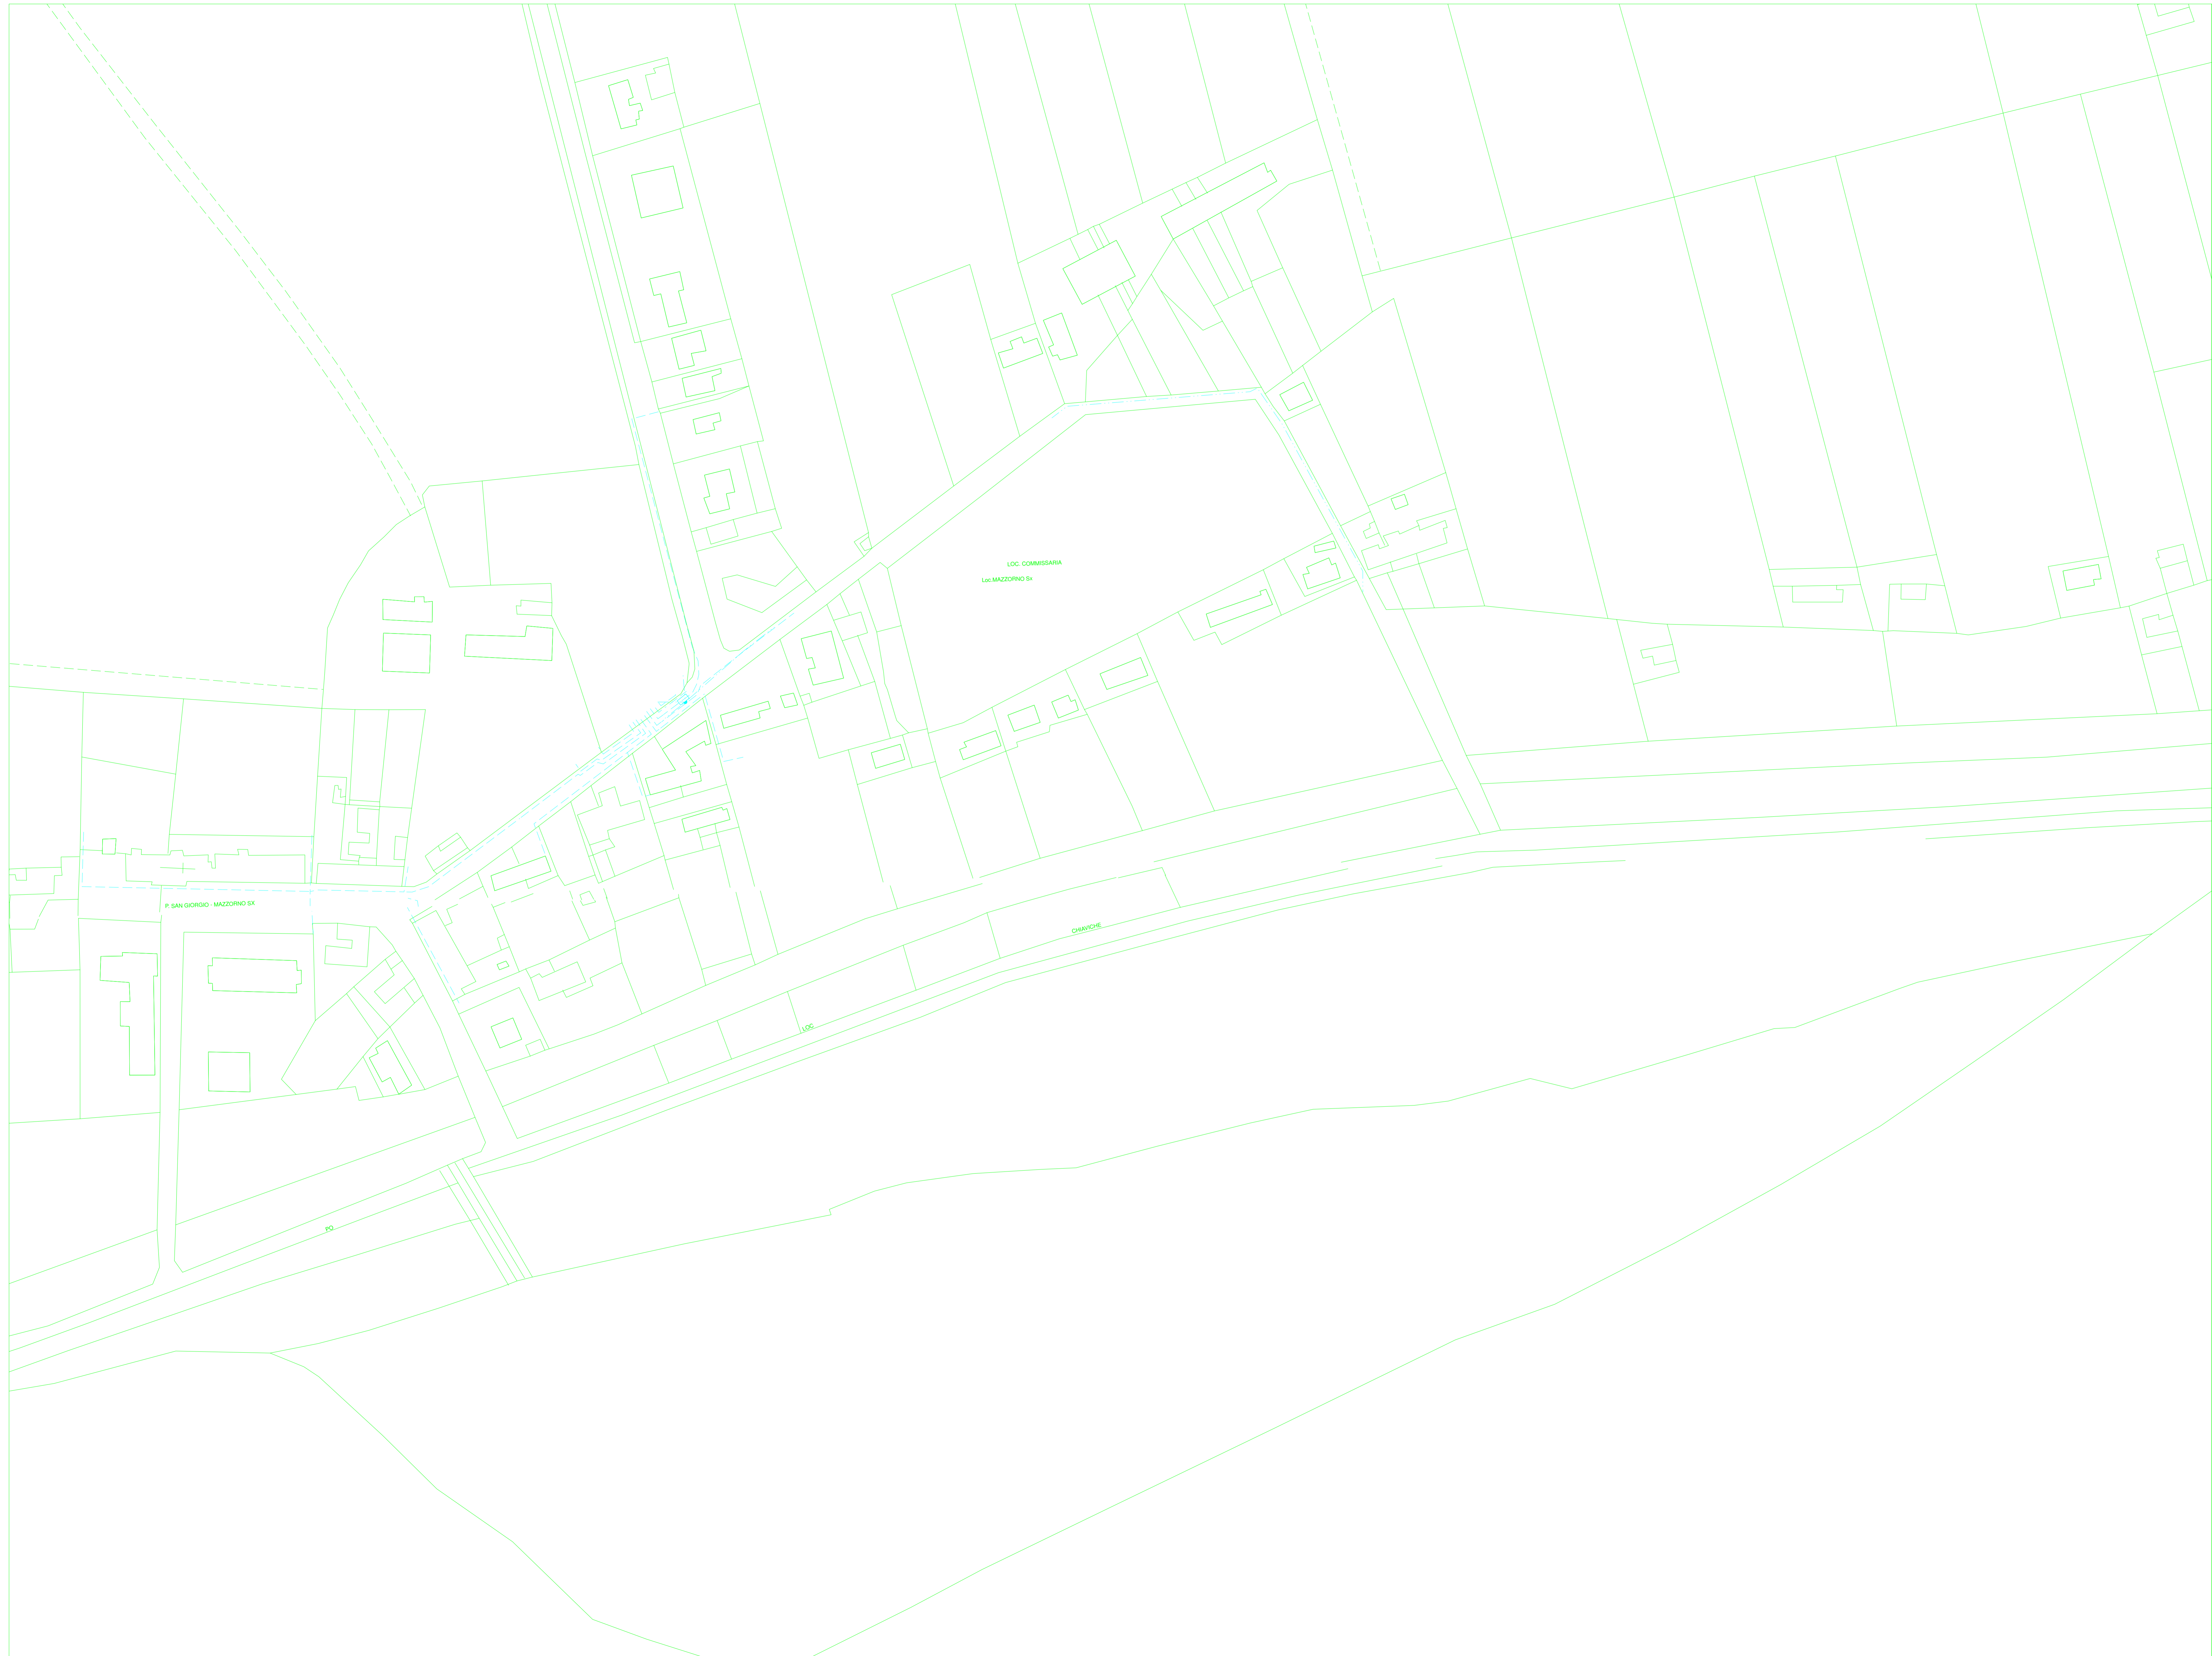 LOC. COMMISSARIA
Loc MAZZORNO Sx
P. SAN GIORGIO - MAZZORNO SX
CHIAVICHE
LOC
PO